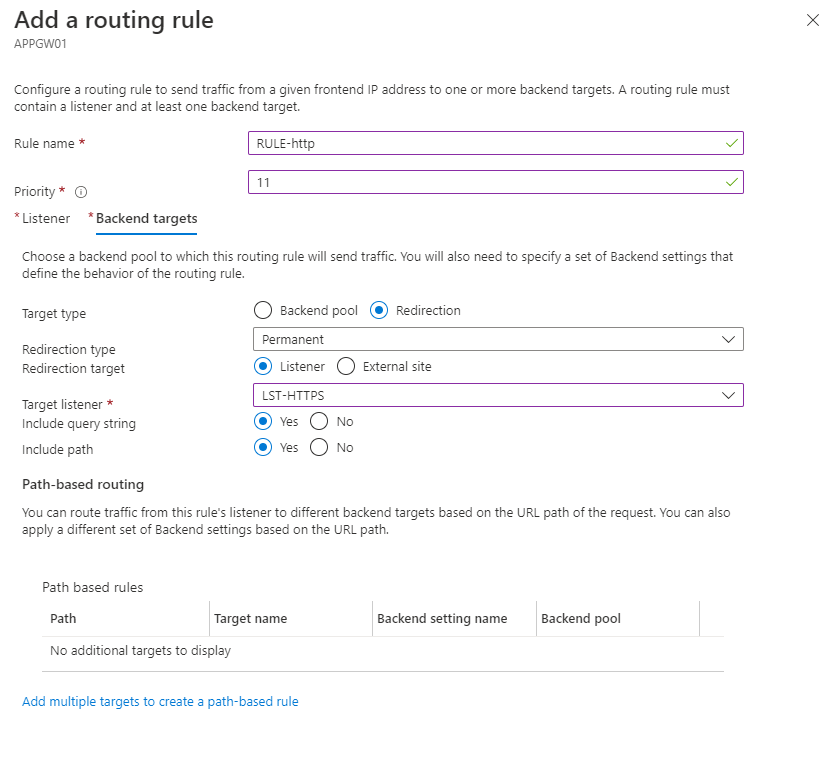 Add a routing rule
APPGW01
Configure a routing rule to send traffic from a given frontend IP address to one or more backend targets. A routing rule must
contain a listener and at least one backend target.
Rule name * RULE-http
Priority * 11
* Listener * Backend targets
Choose a backend pool to which this routing rule will send traffic. You will also need to specify a set of Backend settings that
define the behavior of the routing rule.
Target type Backend pool Redirection
Redirection type Permanent
Redirection target Listener External site
Target listener * LST-HTTPS
Include query string Yes No
Include path Yes No
Path-based routing
You can route traffic from this rule's listener to different backend targets based on the URL path of the request. You can also
apply a different set of Backend settings based on the URL path.
Path based rules
Path Target name Backend setting name Backend pool
No additional targets to display
Add multiple targets to create a path-based rule